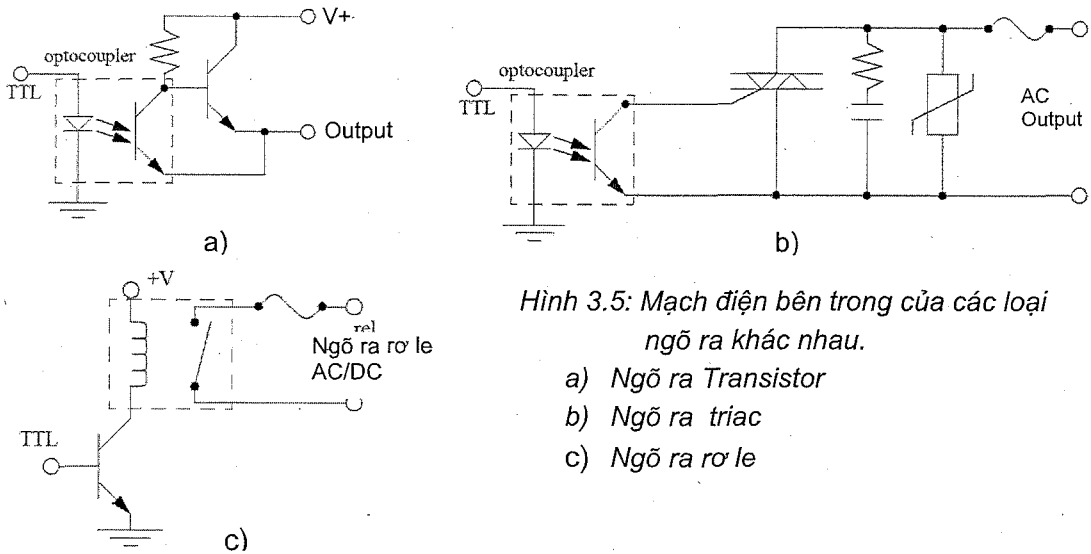 V+
optocoupler
TTL
Output
a)
optocoupler
TTL
AC
Output
b)
+V
rel
Ngõ ra rơ le
AC/DC
TTL
c)
Hình 3.5: Mạch điện bên trong của các loại
ngõ ra khác nhau.
a) Ngõ ra Transistor
b) Ngõ ra triac
c) Ngõ ra rơ le